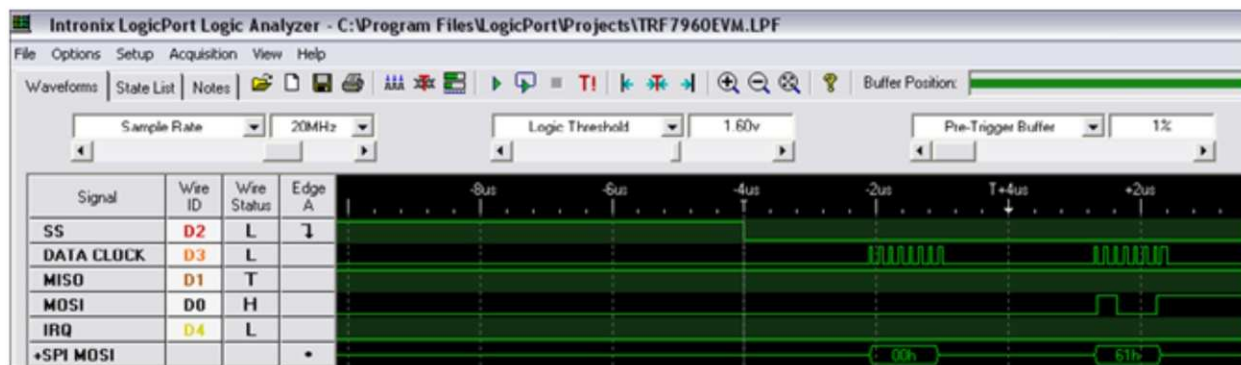 Intronix LogicPort Logic Analyzer - C:\Program Files\LogicPort\Projects\TRF7960EVM.LPF
File Options Setup Acquisition View Help
Waveforms State List Notes T! ? Buffer Position:
Sample Rate 20MHz Logic Threshold 1.60v Pre-Trigger Buffer 1%
Signal Wire ID Wire Status Edge A -8us -6us -4us -2us T+4us +2us
T
SS D2 L
DATA CLOCK D3 L
MISO D1 T
MOSI D0 H
IRQ D4 L
+SPI MOSI 00h 61h